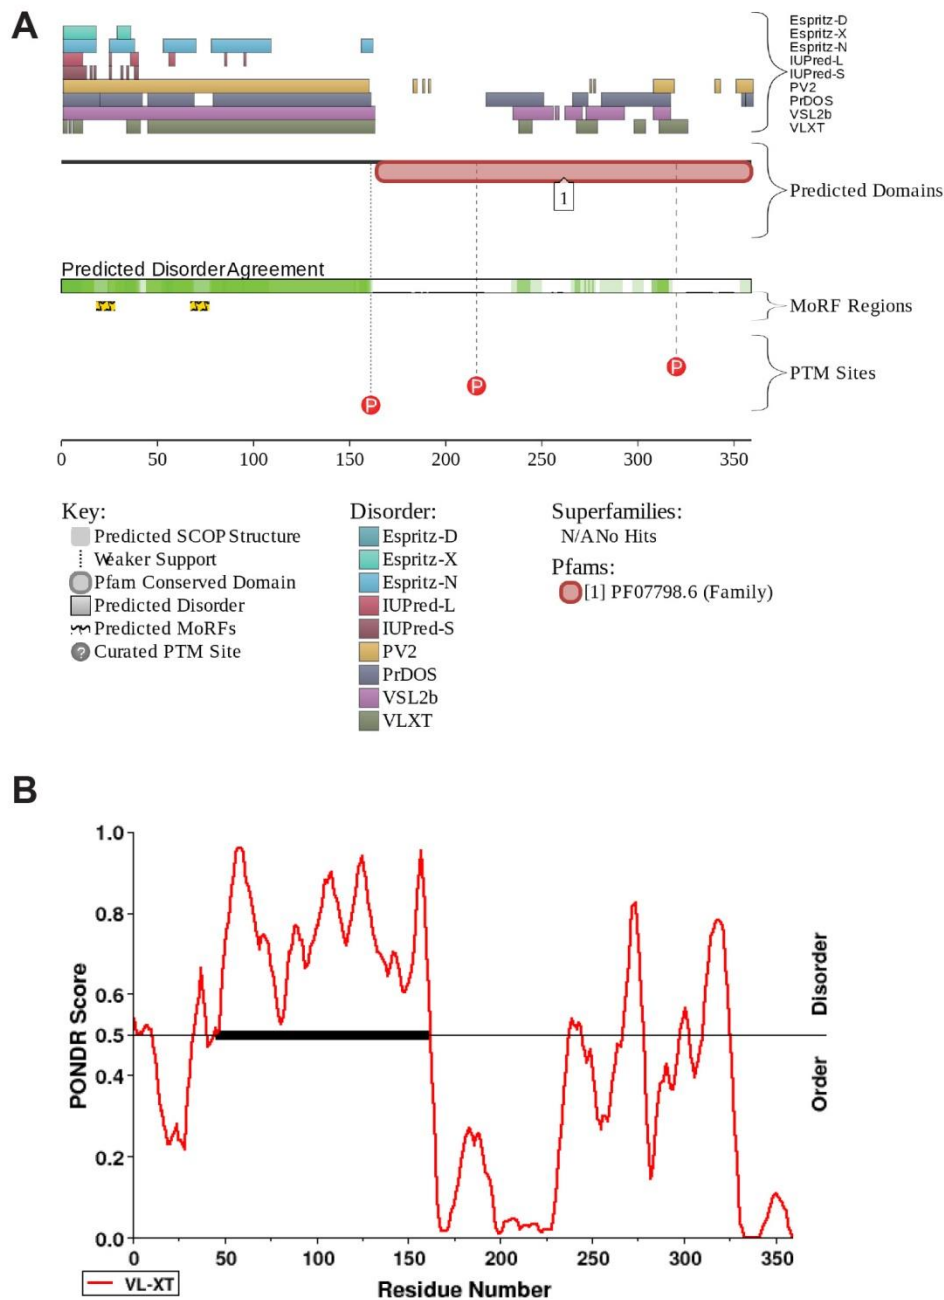 A
Espritz-D
Espritz-X
Espritz-N
IUPred-L
IUPred-S
PV2
PrDOS
VSL2b
VLXT
Predicted Domains
1
Predicted Disorder Agreement
MoRF Regions
PTM Sites
P
P
P
0 50 100 150 200 250 300 350
Key:
Predicted SCOP Structure
Weaker Support
Pfam Conserved Domain
Predicted Disorder
Predicted MoRFs
? Curated PTM Site
Disorder:
Espritz-D
Espritz-X
Espritz-N
IUPred-L
IUPred-S
PV2
PrDOS
VSL2b
VLXT
Superfamilies:
N/A No Hits
Pfams:
[1] PF07798.6 (Family)
B
PONDR Score
1.0
0.8
0.6
0.5
0.4
0.2
0.0
Disorder
Order
0 50 100 150 200 250 300 350
VL-XT
Residue Number